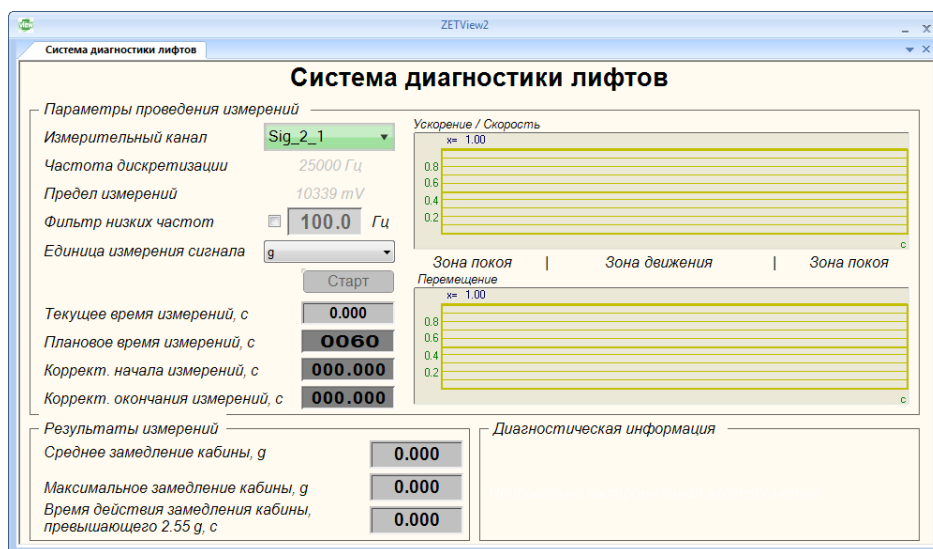 ZETView2
Система диагностики лифтов
Система диагностики лифтов
Параметры проведения измерений
Измерительный канал Sig_2_1
Частота дискретизации 25000 Гц
Предел измерений 10339 mV
Фильтр низких частот 100.0 Гц
Единица измерения сигнала g
Старт
Текущее время измерений, с 0.000
Плановое время измерений, с 0060
Коррект. начала измерений, с 000.000
Коррект. окончания измерений, с 000.000
Ускорение / Скорость
x= 1.00
0.8
0.6
0.4
0.2
с
Зона покоя | Зона движения | Зона покоя
Перемещение
x= 1.00
0.8
0.6
0.4
0.2
с
Результаты измерений
Среднее замедление кабины, g 0.000
Максимальное замедление кабины, g 0.000
Время действия замедления кабины,
превышающего 2.55 g, с 0.000
Диагностическая информация